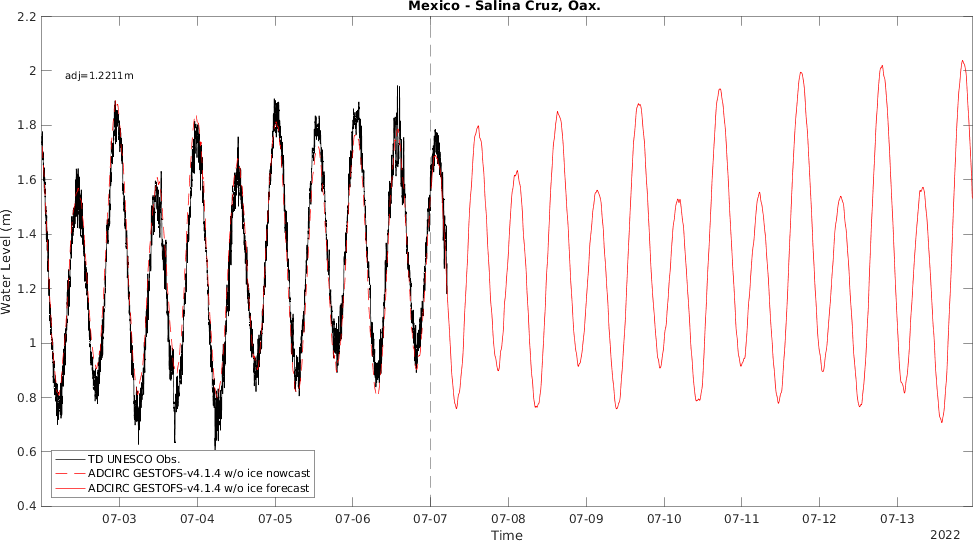 Mexico - Salina Cruz, Oax.
2.2
2
1.8
1.6
1.4
1.2
1
0.8
0.6
0.4
Water Level (m)
adj=1.2211m
TD UNESCO Obs.
ADCIRC GESTOFS-v4.1.4 w/o ice nowcast
ADCIRC GESTOFS-v4.1.4 w/o ice forecast
07-03 07-04 07-05 07-06 07-07 07-08 07-09 07-10 07-11 07-12 07-13
Time
2022